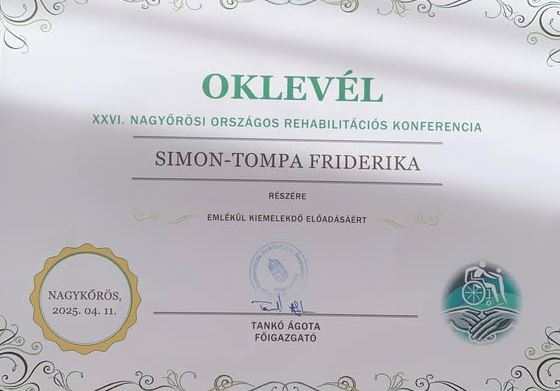 OKLEVÉL
XXVI. NAGYŐRÖSI ORSZÁGOS REHABILITÁCIÓS KONFERENCIA
SIMON-TOMPA FRIDERIKA
RÉSZÉRE
EMLÉKÜL KIEMELEKDŐ ELŐADÁSÁÉRT
NAGYKŐRÖS,
2025. 04. 11.
TANKÓ ÁGOTA
FŐIGAZGATÓ